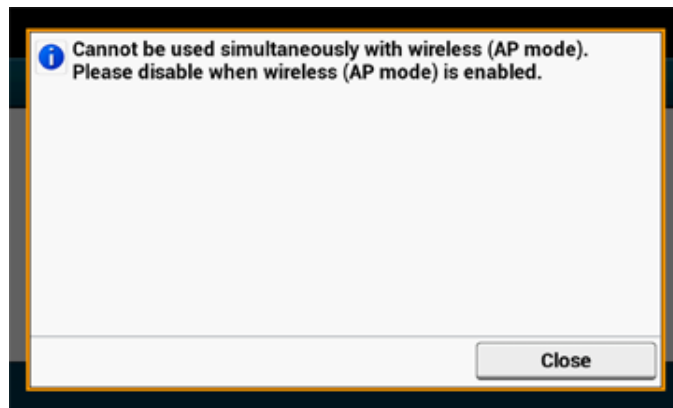 Cannot be used simultaneously with wireless (AP mode).
Please disable when wireless (AP mode) is enabled.
Close